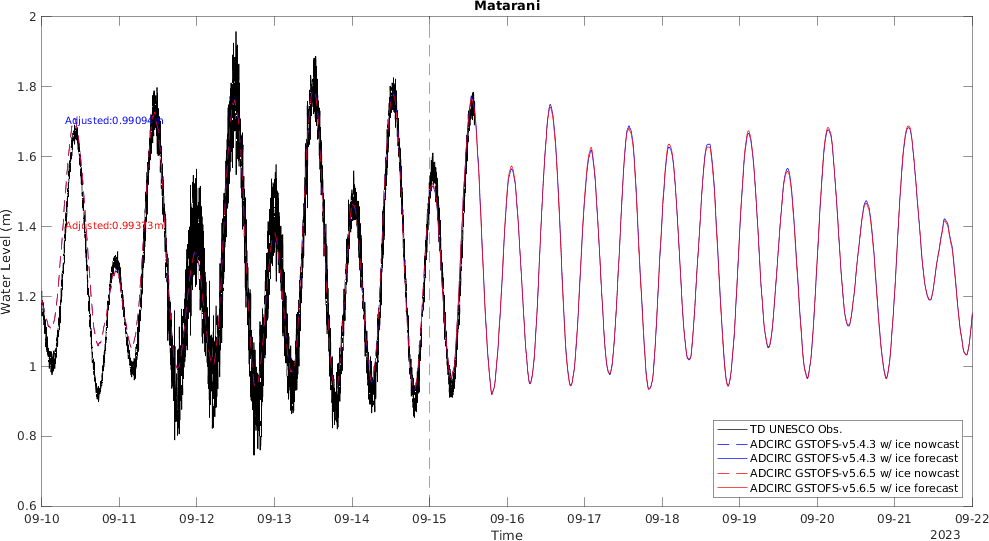 Matarani
Water Level (m)
2
1.8
1.6
1.4
1.2
1
0.8
0.6
Adjusted:0.99094m
Adjusted:0.99373m
TD UNESCO Obs.
ADCIRC GSTOFS-v5.4.3 w/ ice nowcast
ADCIRC GSTOFS-v5.4.3 w/ ice forecast
ADCIRC GSTOFS-v5.6.5 w/ ice nowcast
ADCIRC GSTOFS-v5.6.5 w/ ice forecast
09-10 09-11 09-12 09-13 09-14 09-15 09-16 09-17 09-18 09-19 09-20 09-21 09-22
Time
2023